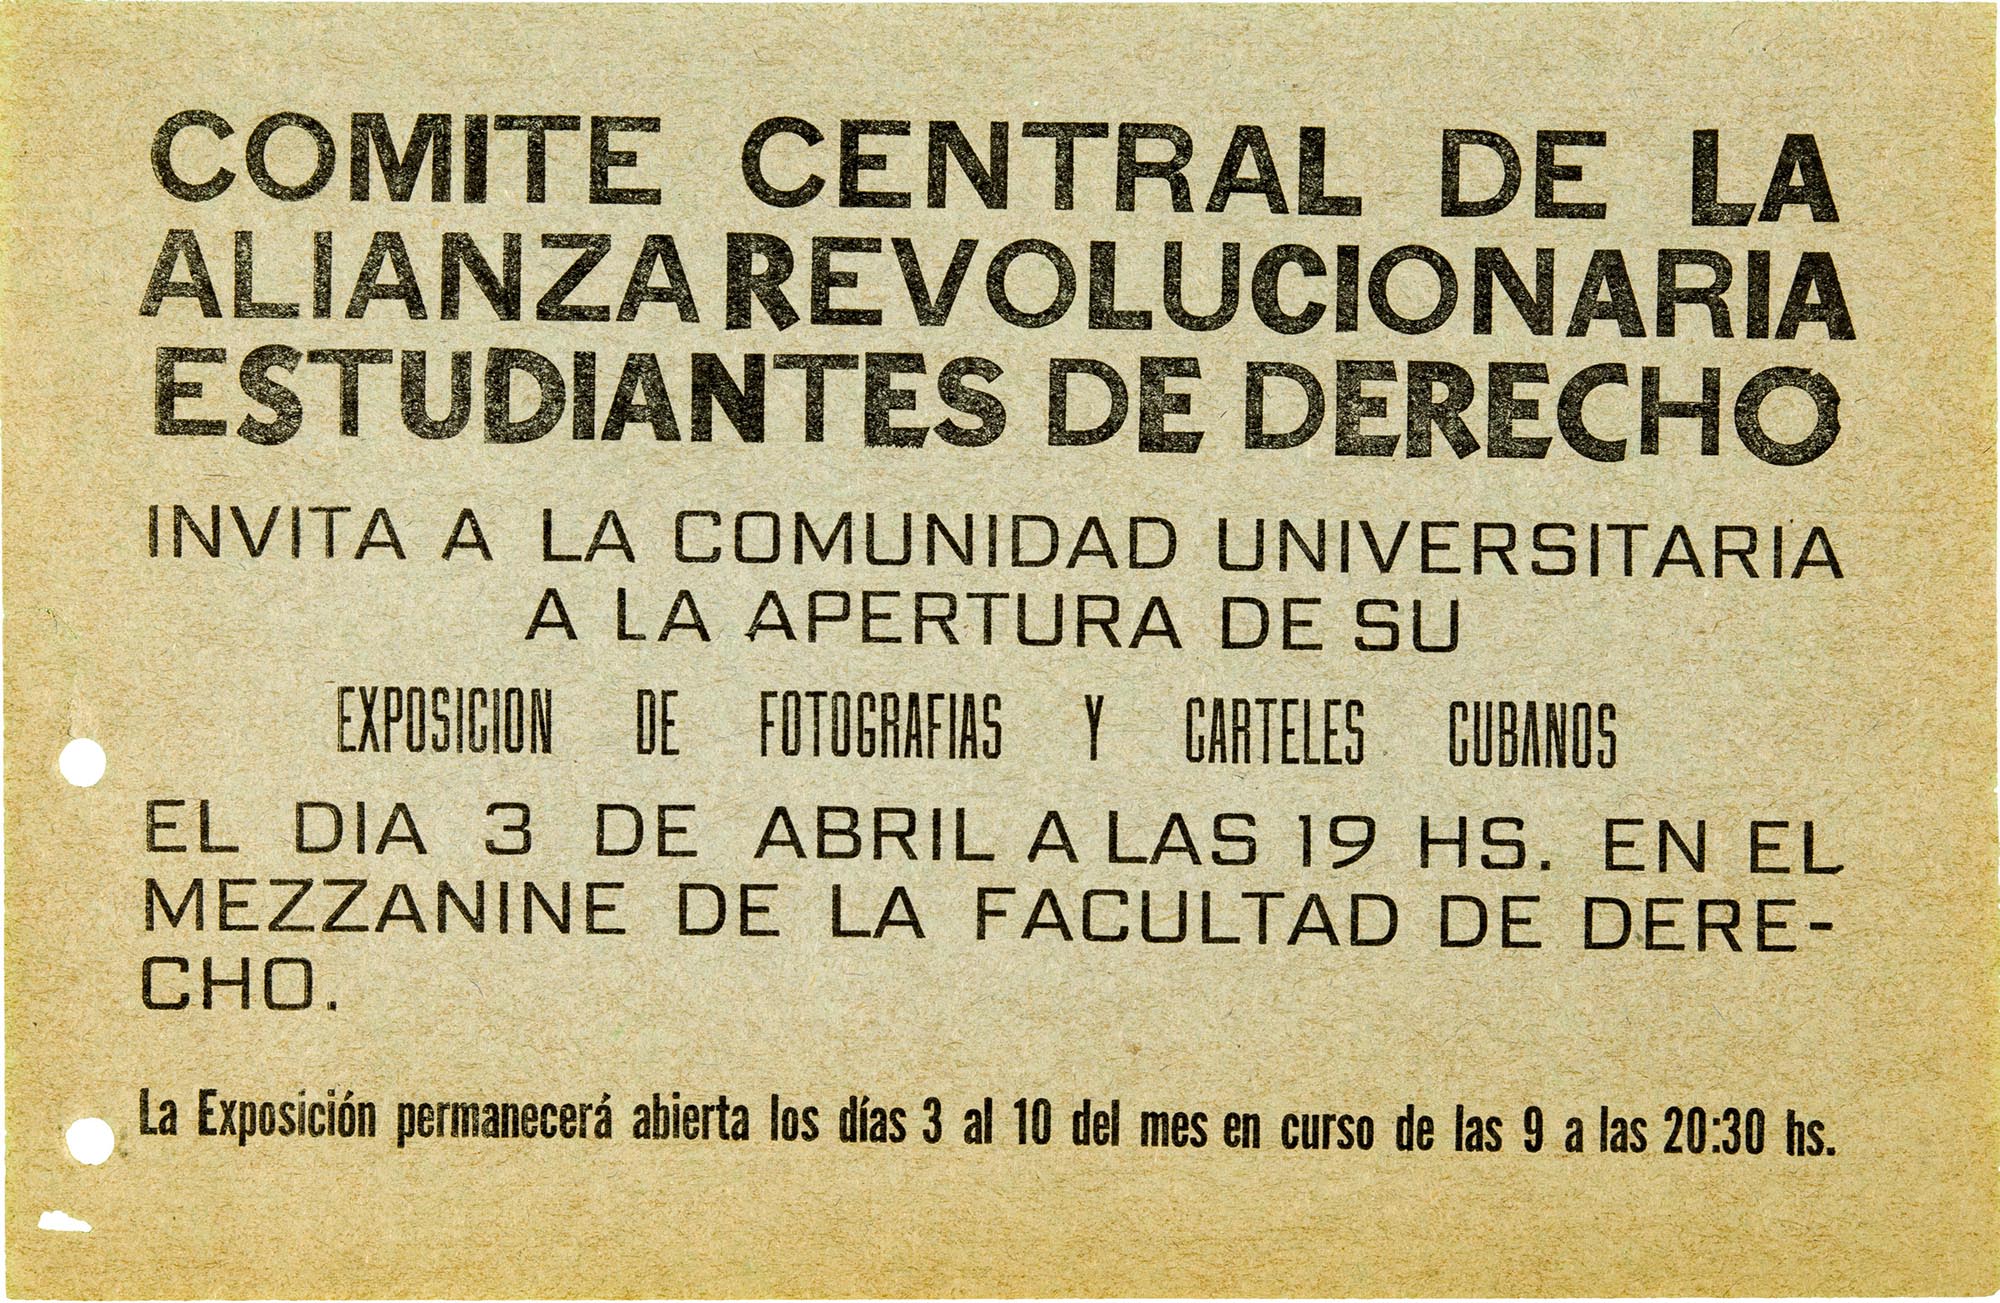 COMITE CENTRAL DE LA
ALIANZA REVOLUCIONARIA
ESTUDIANTES DE DERECHO
INVITA A LA COMUNIDAD UNIVERSITARIA
A LA APERTURA DE SU
EXPOSICION DE FOTOGRAFIAS Y CARTELES CUBANOS
EL DIA 3 DE ABRIL A LAS 19 HS. EN EL
MEZZANINE DE LA FACULTAD DE DERE-
CHO.
La Exposición permanecerá abierta los días 3 al 10 del mes en curso de las 9 a las 20:30 hs.